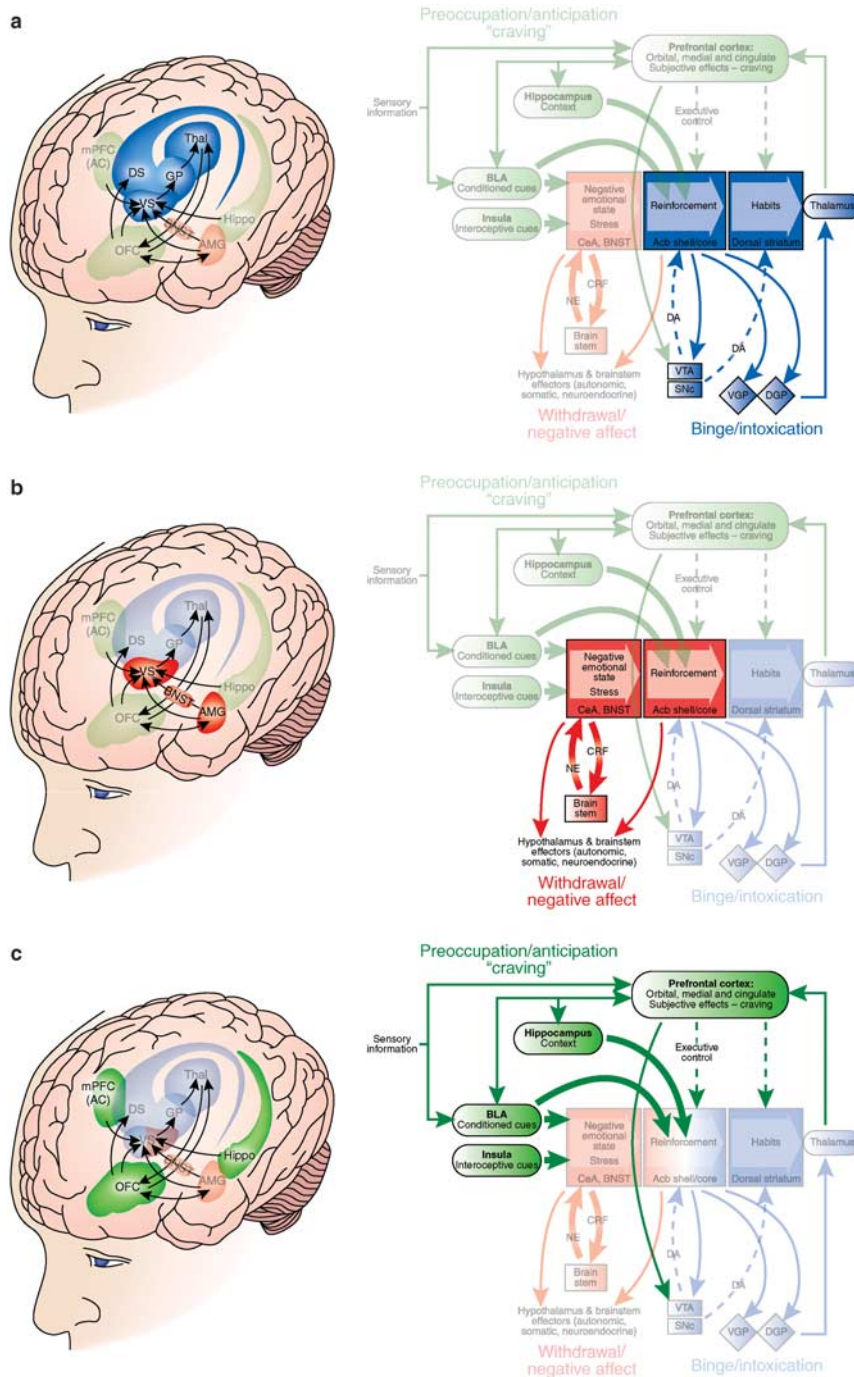 a
mPFC
(AC)
DS
GP
Thal
VS
BNST
Hippo
OFC
AMG
Preoccupation/anticipation
“craving”
Prefrontal cortex:
Orbital, medial and cingulate
Subjective effects – craving
Sensory
information
Hippocampus
Context
Executive
control
BLA
Conditioned cues
Insula
Interoceptive cues
Negative
emotional
state
Stress
CeA, BNST
Reinforcement
Acb shell/core
Habits
Dorsal striatum
Thalamus
NE
CRF
Brain
stem
DA
DA
VTA
SNc
VGP
DGP
Hypothalamus & brainstem
effectors (autonomic,
somatic, neuroendocrine)
Withdrawal/
negative affect
Binge/intoxication
b
mPFC
(AC)
DS
GP
Thal
VS
BNST
Hippo
OFC
AMG
Preoccupation/anticipation
“craving”
Prefrontal cortex:
Orbital, medial and cingulate
Subjective effects – craving
Sensory
information
Hippocampus
Context
Executive
control
BLA
Conditioned cues
Insula
Interoceptive cues
Negative
emotional
state
Stress
CeA, BNST
Reinforcement
Acb shell/core
Habits
Dorsal striatum
Thalamus
NE
CRF
Brain
stem
DA
DA
VTA
SNc
VGP
DGP
Hypothalamus & brainstem
effectors (autonomic,
somatic, neuroendocrine)
Withdrawal/
negative affect
Binge/intoxication
c
mPFC
(AC)
DS
GP
Thal
VS
BNST
Hippo
OFC
AMG
Preoccupation/anticipation
“craving”
Prefrontal cortex:
Orbital, medial and cingulate
Subjective effects – craving
Sensory
information
Hippocampus
Context
Executive
control
BLA
Conditioned cues
Insula
Interoceptive cues
Negative
emotional
state
Stress
CeA, BNST
Reinforcement
Acb shell/core
Habits
Dorsal striatum
Thalamus
NE
CRF
Brain
stem
DA
DA
VTA
SNc
VGP
DGP
Hypothalamus & brainstem
effectors (autonomic,
somatic, neuroendocrine)
Withdrawal/
negative affect
Binge/intoxication